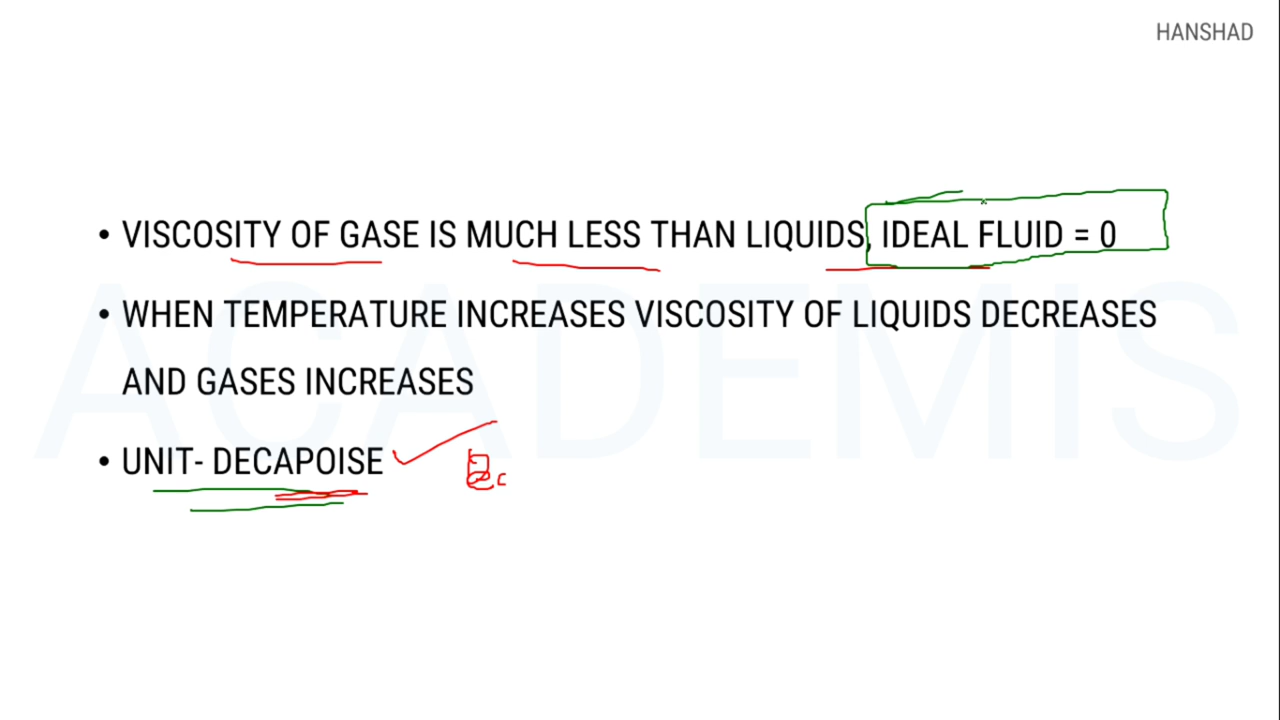 HANSHAD
• VISCOSITY OF GASE IS MUCH LESS THAN LIQUIDS, IDEAL FLUID = 0
• WHEN TEMPERATURE INCREASES VISCOSITY OF LIQUIDS DECREASES
AND GASES INCREASES
• UNIT- DECAPOISE
ACADEMIS